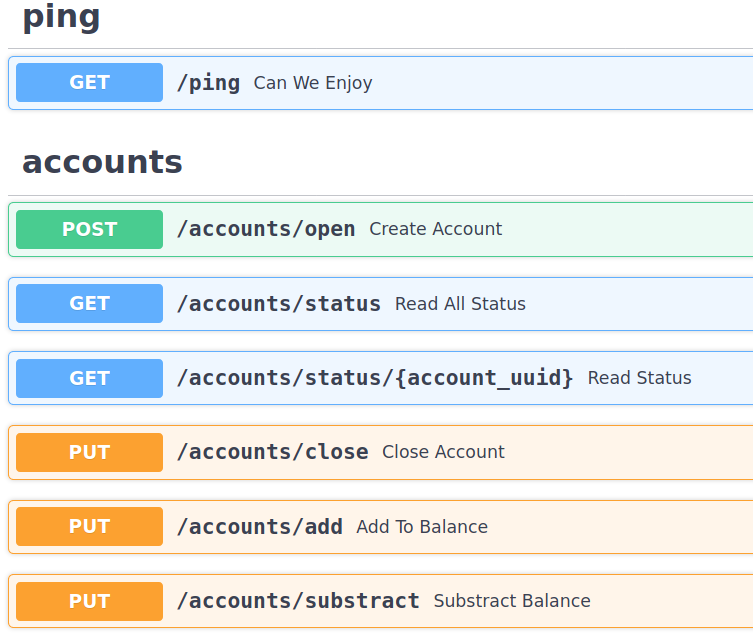 ping
GET /ping Can We Enjoy
accounts
POST /accounts/open Create Account
GET /accounts/status Read All Status
GET /accounts/status/{account_uuid} Read Status
PUT /accounts/close Close Account
PUT /accounts/add Add To Balance
PUT /accounts/substract Substract Balance